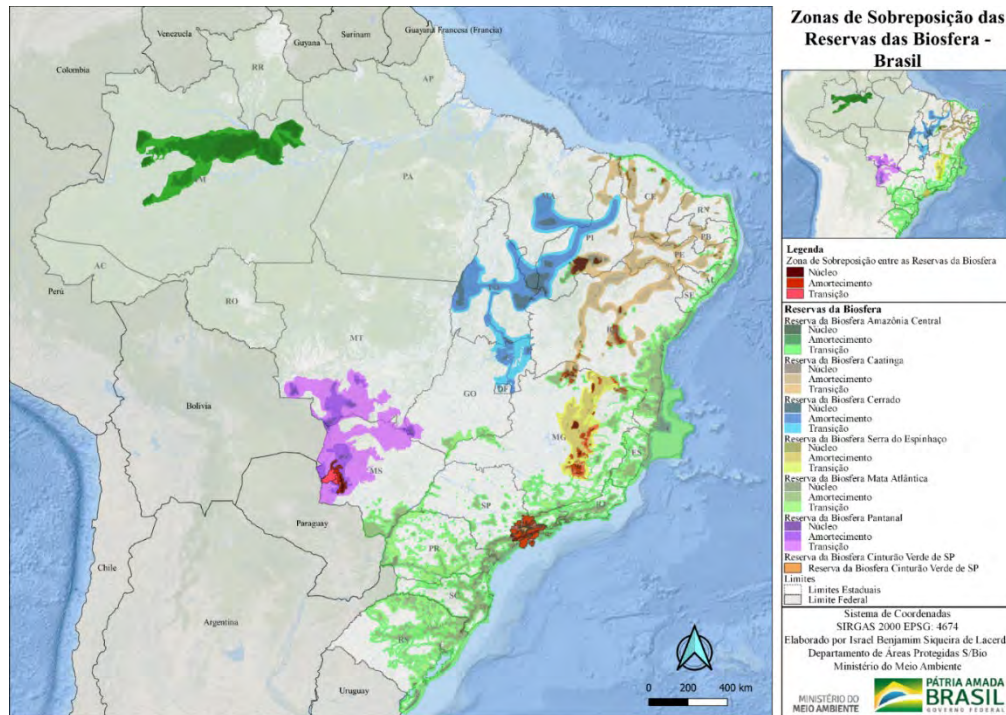 Venezuela
Guyana
Surinam
Guayana Francesa (Francia)
Colombia
RR
AP
AM
PA
MA
CE
RN
PB
PI
PE
AC
Perú
RO
TO
SE
MT
Bolivia
GO
DF
MG
ES
MS
SP
RJ
Paraguay
PR
Chile
SC
Argentina
RS
Uruguay
0 200 400 km
Zonas de Sobreposição das
Reservas das Biosfera -
Brasil
Legenda
Zona de Sobreposição entre as Reservas da Biosfera
Núcleo
Amortecimento
Transição
Reservas da Biosfera
Reserva da Biosfera Amazônia Central
Núcleo
Amortecimento
Transição
Reserva da Biosfera Caatinga
Núcleo
Amortecimento
Transição
Reserva da Biosfera Cerrado
Núcleo
Amortecimento
Transição
Reserva da Biosfera Serra do Espinhaço
Núcleo
Amortecimento
Transição
Reserva da Biosfera Mata Atlântica
Núcleo
Amortecimento
Transição
Reserva da Biosfera Pantanal
Núcleo
Amortecimento
Transição
Reserva da Biosfera Cinturão Verde de SP
Reserva da Biosfera Cinturão Verde de SP
Limites
Limites Estaduais
Limite Federal
Sistema de Coordenadas
SIRGAS 2000 EPSG: 4674
Elaborado por Israel Benjamim Siqueira de Lacerd
Departamento de Áreas Protegidas S/Bio
Ministério do Meio Ambiente
MINISTÉRIO DO
MEIO AMBIENTE
PÁTRIA AMADA
BRASIL
GOVERNO FEDERAL